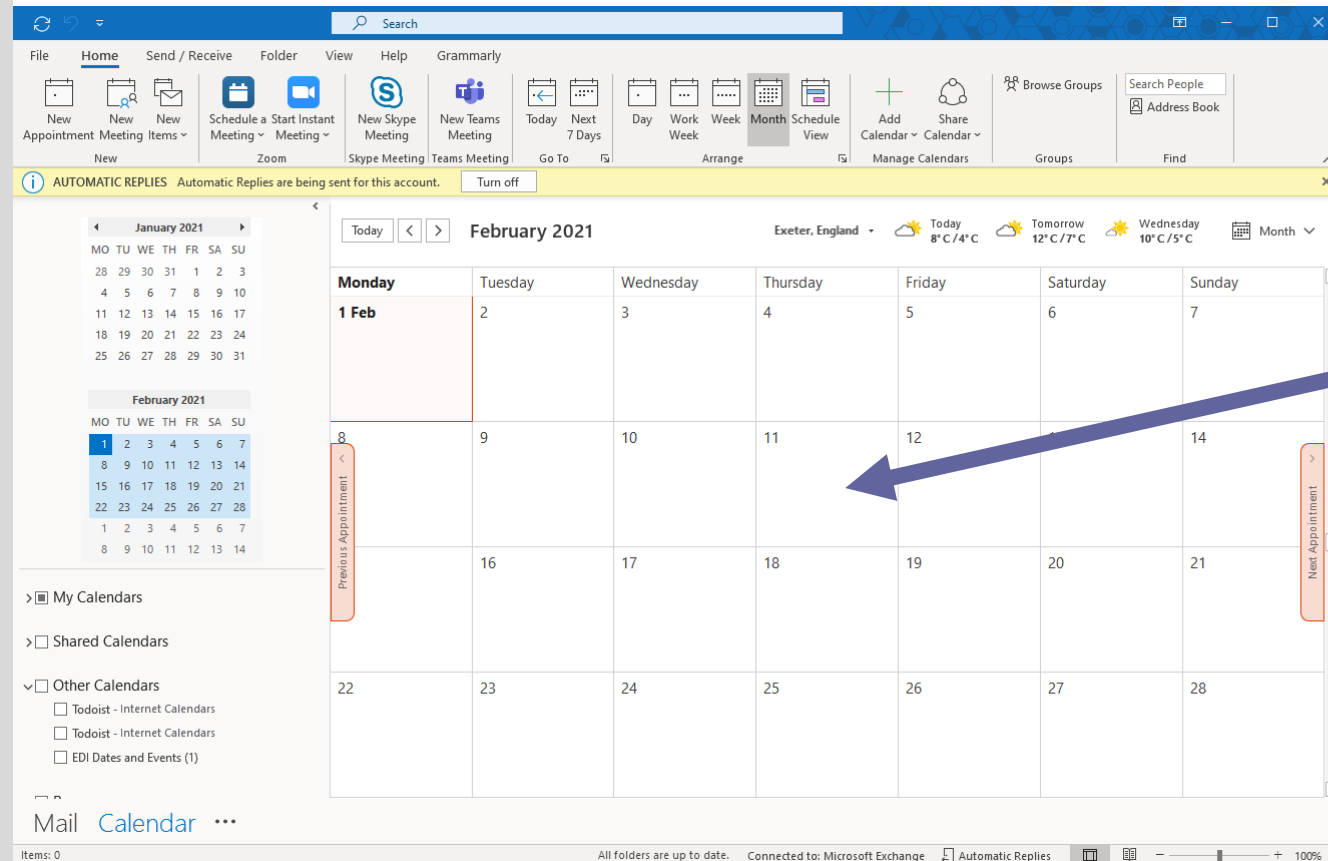 Search
File Home Send / Receive Folder View Help Grammarly
New Appointment
New Meeting
New Items
New
Schedule a Meeting
Start Instant Meeting
Zoom
New Skype Meeting
Skype Meeting
New Teams Meeting
Teams Meeting
Today
Next 7 Days
Go To
Day
Work Week
Week
Month
Schedule View
Arrange
Add Calendar
Share Calendar
Manage Calendars
Browse Groups
Groups
Search People
Address Book
Find
AUTOMATIC REPLIES Automatic Replies are being sent for this account. Turn off
January 2021
MO TU WE TH FR SA SU
28 29 30 31 1 2 3
4 5 6 7 8 9 10
11 12 13 14 15 16 17
18 19 20 21 22 23 24
25 26 27 28 29 30 31
February 2021
MO TU WE TH FR SA SU
1 2 3 4 5 6 7
8 9 10 11 12 13 14
15 16 17 18 19 20 21
22 23 24 25 26 27 28
1 2 3 4 5 6 7
8 9 10 11 12 13 14
My Calendars
Shared Calendars
Other Calendars
Todoist - Internet Calendars
Todoist - Internet Calendars
EDI Dates and Events (1)
Mail Calendar ...
Today February 2021 Exeter, England
Today 8°C/4°C
Tomorrow 12°C/7°C
Wednesday 10°C/5°C
Month
Monday Tuesday Wednesday Thursday Friday Saturday Sunday
1 Feb 2 3 4 5 6 7
8 9 10 11 12 14
16 17 18 19 20 21
22 23 24 25 26 27 28
Previous Appointment
Next Appointment
Items: 0 All folders are up to date. Connected to: Microsoft Exchange Automatic Replies 100%